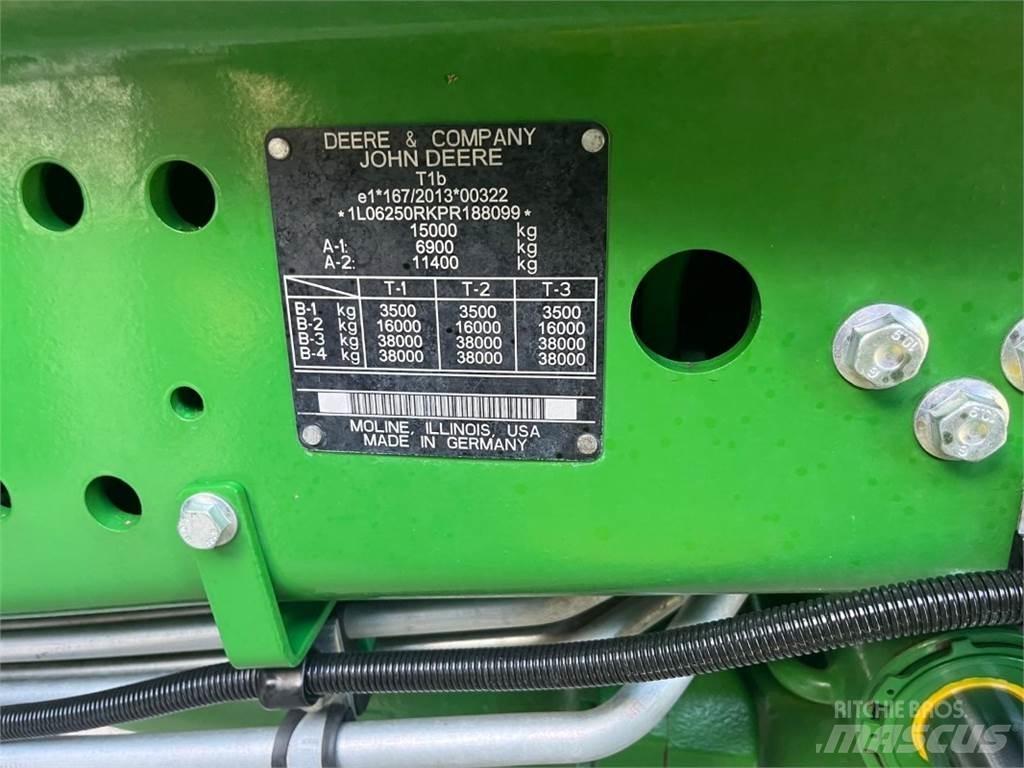 DEERE & COMPANY
JOHN DEERE
T1b
e1*167/2013*00322
*1L06250RKPR188099*
15000 kg
A-1: 6900 kg
A-2: 11400 kg
T-1 T-2 T-3
B-1 kg 3500 3500 3500
B-2 kg 16000 16000 16000
B-3 kg 38000 38000 38000
B-4 kg 38000 38000 38000
MOLINE, ILLINOIS, USA
MADE IN GERMANY
10.9
RITCHIE BROS.
mascus